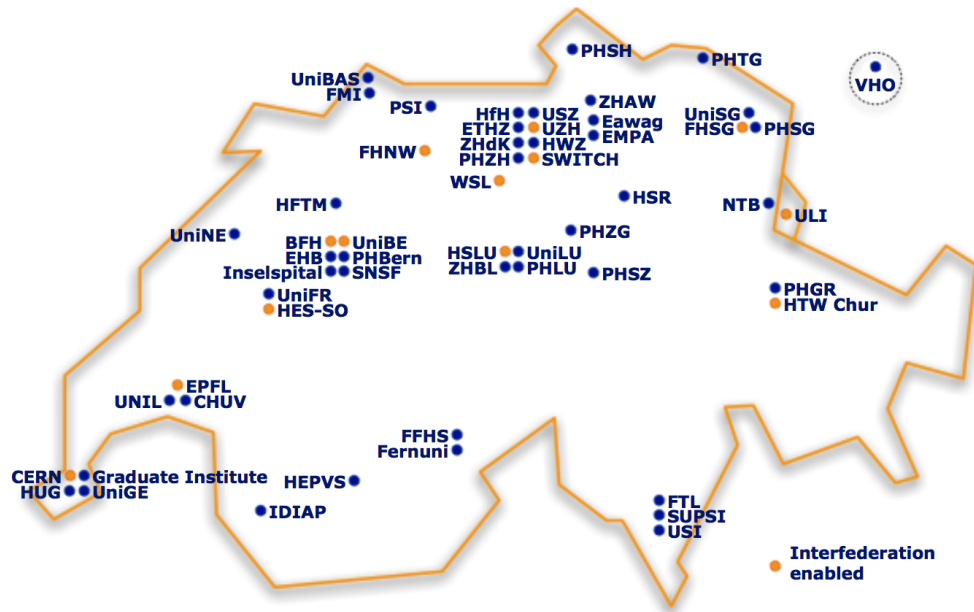 PHSH
PHTG
UniBAS
VHO
FMI
PSI
ZHAW
HfH USZ
UniSG
Eawag
ETHZ UZH
FHSG PHSG
EMPA
ZHdK HWZ
FHNW
PHZH SWITCH
WSL
HSR
HFTM
NTB
ULI
UniNE
PHZG
BFH UniBE
HSLU UniLU
EHB PHBern
ZHBL PHLU
Inselspital SNSF
PHSZ
UniFR
PHGR
HES-SO
HTW Chur
EPFL
UNIL CHUV
FFHS
Fernuni
CERN Graduate Institute
HEPVS
HUG UniGE
FTL
IDIAP
SUPSI
USI
Interfederation
enabled